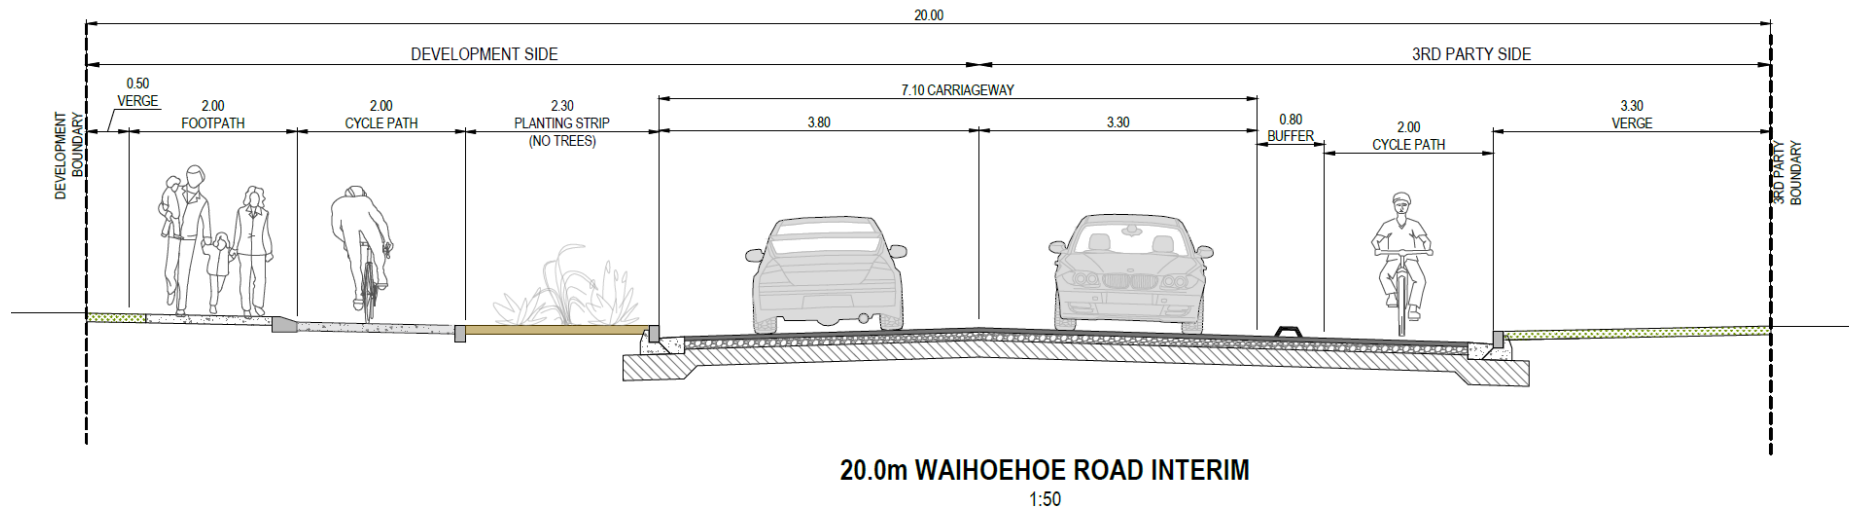 20.00
DEVELOPMENT SIDE
3RD PARTY SIDE
0.50
VERGE
2.00
FOOTPATH
2.00
CYCLE PATH
2.30
PLANTING STRIP
(NO TREES)
7.10 CARRIAGEWAY
3.80
3.30
0.80
BUFFER
2.00
CYCLE PATH
3.30
VERGE
DEVELOPMENT
BOUNDARY
3RD PARTY
BOUNDARY
20.0m WAIHOEHOE ROAD INTERIM
1:50